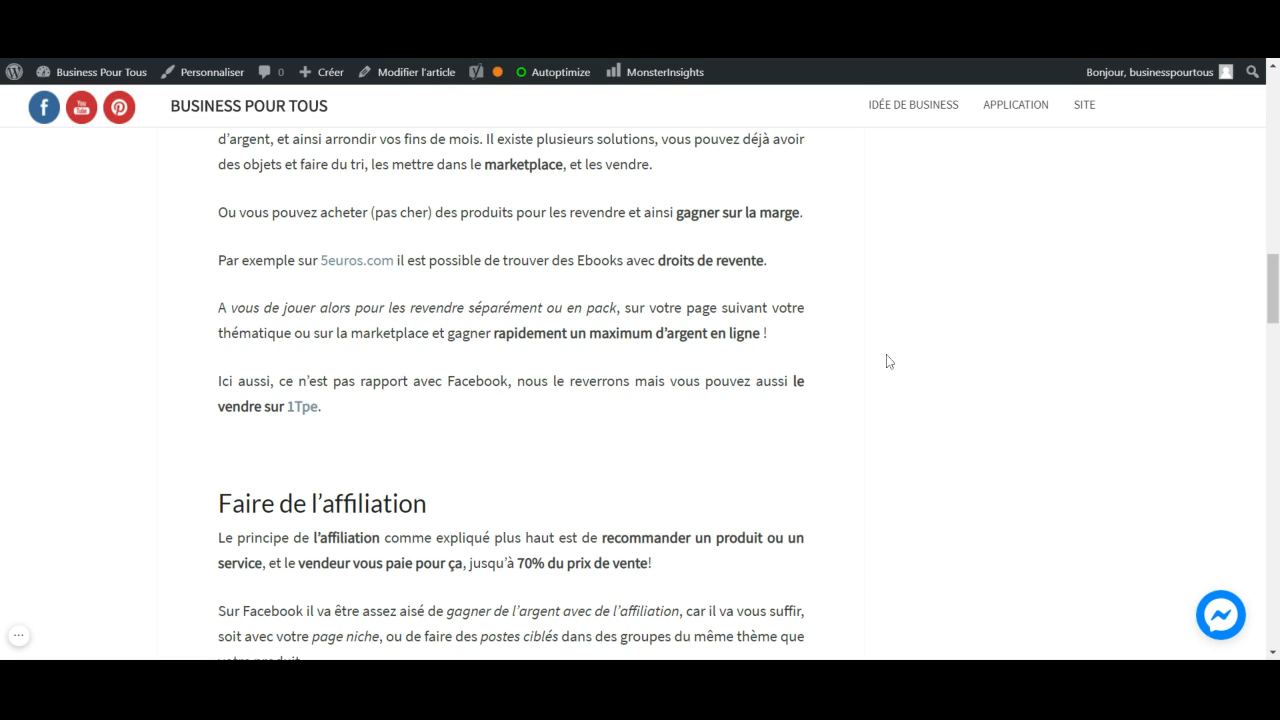 Business Pour Tous Personnaliser 0 Créer Modifier l'article Autoptimize MonsterInsights Bonjour, businesspourtous
f You Tube BUSINESS POUR TOUS IDÉE DE BUSINESS APPLICATION SITE
d'argent, et ainsi arrondir vos fins de mois. Il existe plusieurs solutions, vous pouvez déjà avoir
des objets et faire du tri, les mettre dans le marketplace, et les vendre.
Ou vous pouvez acheter (pas cher) des produits pour les revendre et ainsi gagner sur la marge.
Par exemple sur 5euros.com il est possible de trouver des Ebooks avec droits de revente.
A vous de jouer alors pour les revendre séparément ou en pack, sur votre page suivant votre
thématique ou sur la marketplace et gagner rapidement un maximum d'argent en ligne !
Ici aussi, ce n'est pas rapport avec Facebook, nous le reverrons mais vous pouvez aussi le
vendre sur 1Tpe.
Faire de l'affiliation
Le principe de l'affiliation comme expliqué plus haut est de recommander un produit ou un
service, et le vendeur vous paie pour ça, jusqu'à 70% du prix de vente!
Sur Facebook il va être assez aisé de gagner de l'argent avec de l'affiliation, car il va vous suffir,
soit avec votre page niche, ou de faire des postes ciblés dans des groupes du même thème que
votre produit